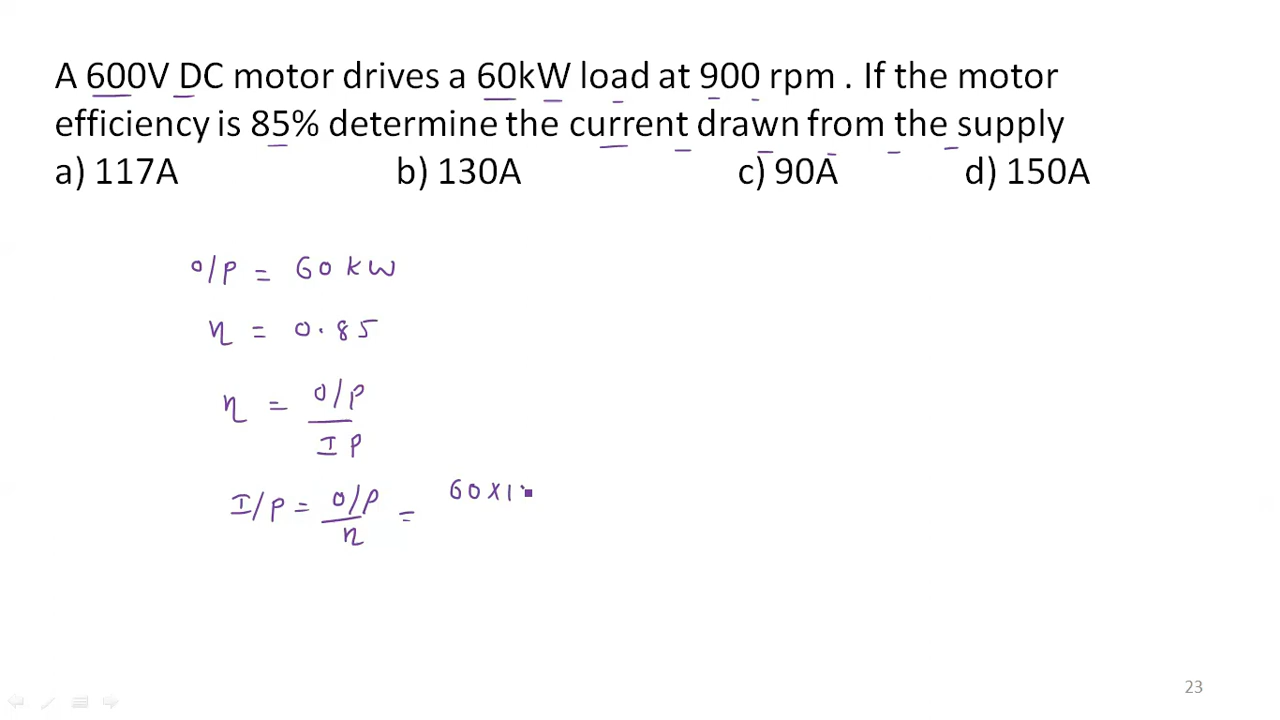 A 600V DC motor drives a 60kW load at 900 rpm . If the motor
efficiency is 85% determine the current drawn from the supply
a) 117A b) 130A c) 90A d) 150A
O/P = 60 kW
η = 0.85
η = O/P
I P
I/P = O/P / η = 60 x 1
23